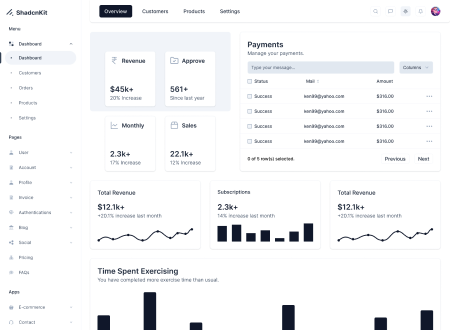 ShadcnKit
Overview Customers Products Settings
Menu
Dashboard
Dashboard
Customers
Orders
Products
Settings
Pages
User
Account
Profile
Invoice
Authentications
Blog
Social
Pricing
FAQs
Apps
E-commerce
Contact
Revenue
$45k+
20% Increase
Approve
561+
Since last year
Monthly
2.3k+
17% Increase
Sales
22.1k+
12% Increase
Payments
Manage your payments.
Type your message...
Columns
Status Mail Amount
Success ken99@yahoo.com $316.00
Success ken99@yahoo.com $316.00
Success ken99@yahoo.com $316.00
Success ken99@yahoo.com $316.00
0 of 5 row(s) selected.
Previous Next
Total Revenue
$12.1k+
+20.1% increase last month
Subscriptions
2.3k+
14% increase last month
Total Revenue
$12.1k+
+20.1% increase last month
Time Spent Exercising
You have completed more exercise time than usual.